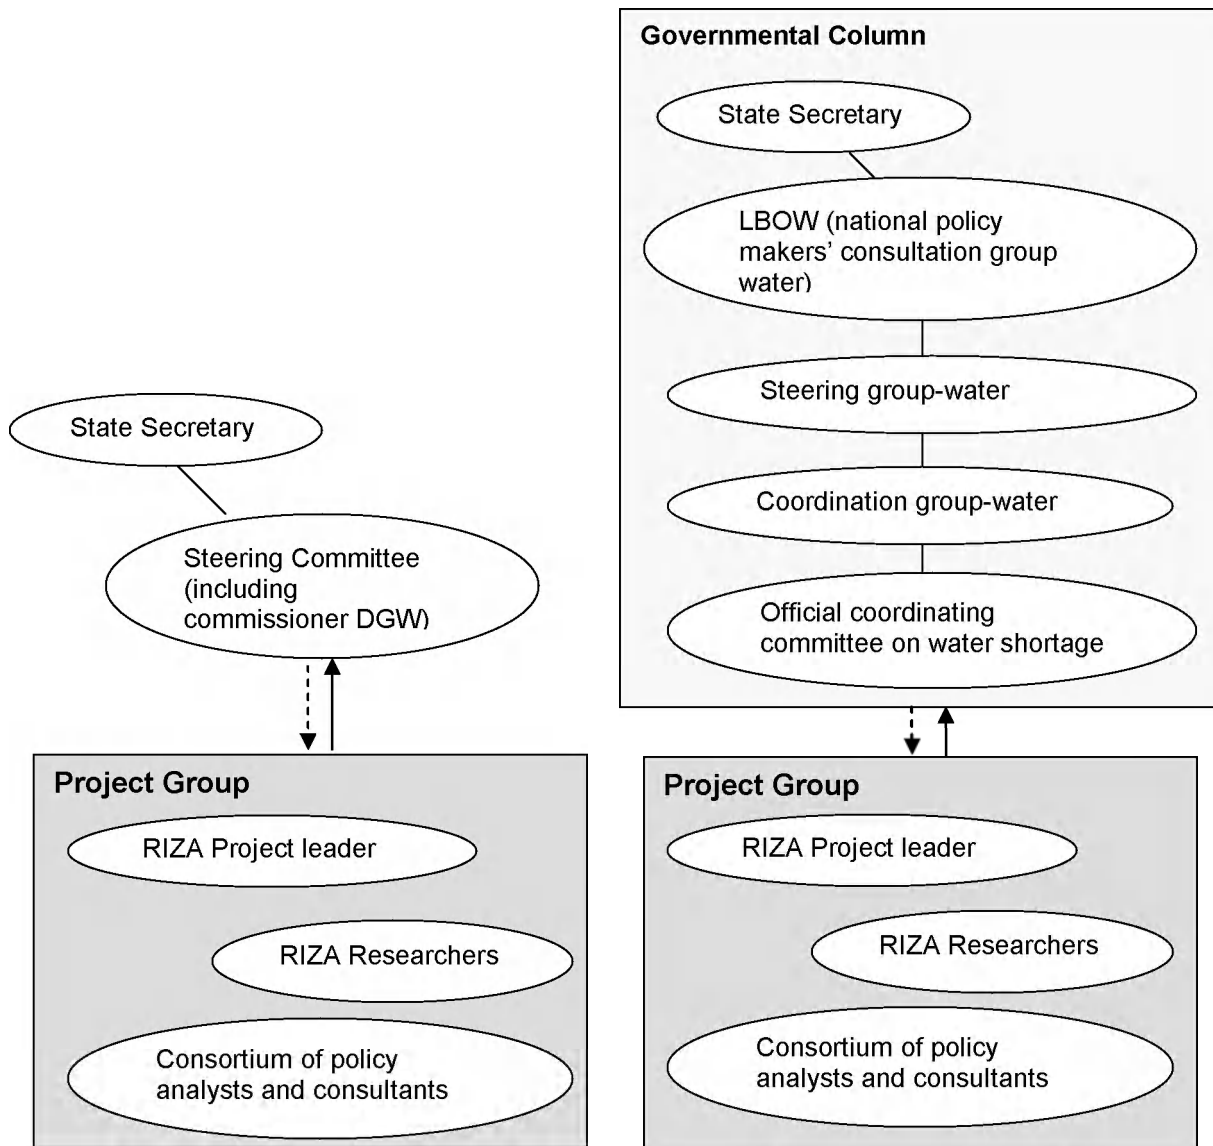 State Secretary
Steering Committee
(including
commissioner DGW)
Project Group
RIZA Project leader
RIZA Researchers
Consortium of policy
analysts and consultants
Governmental Column
State Secretary
LBOW (national policy
makers’ consultation group
water)
Steering group-water
Coordination group-water
Official coordinating
committee on water shortage
Project Group
RIZA Project leader
RIZA Researchers
Consortium of policy
analysts and consultants